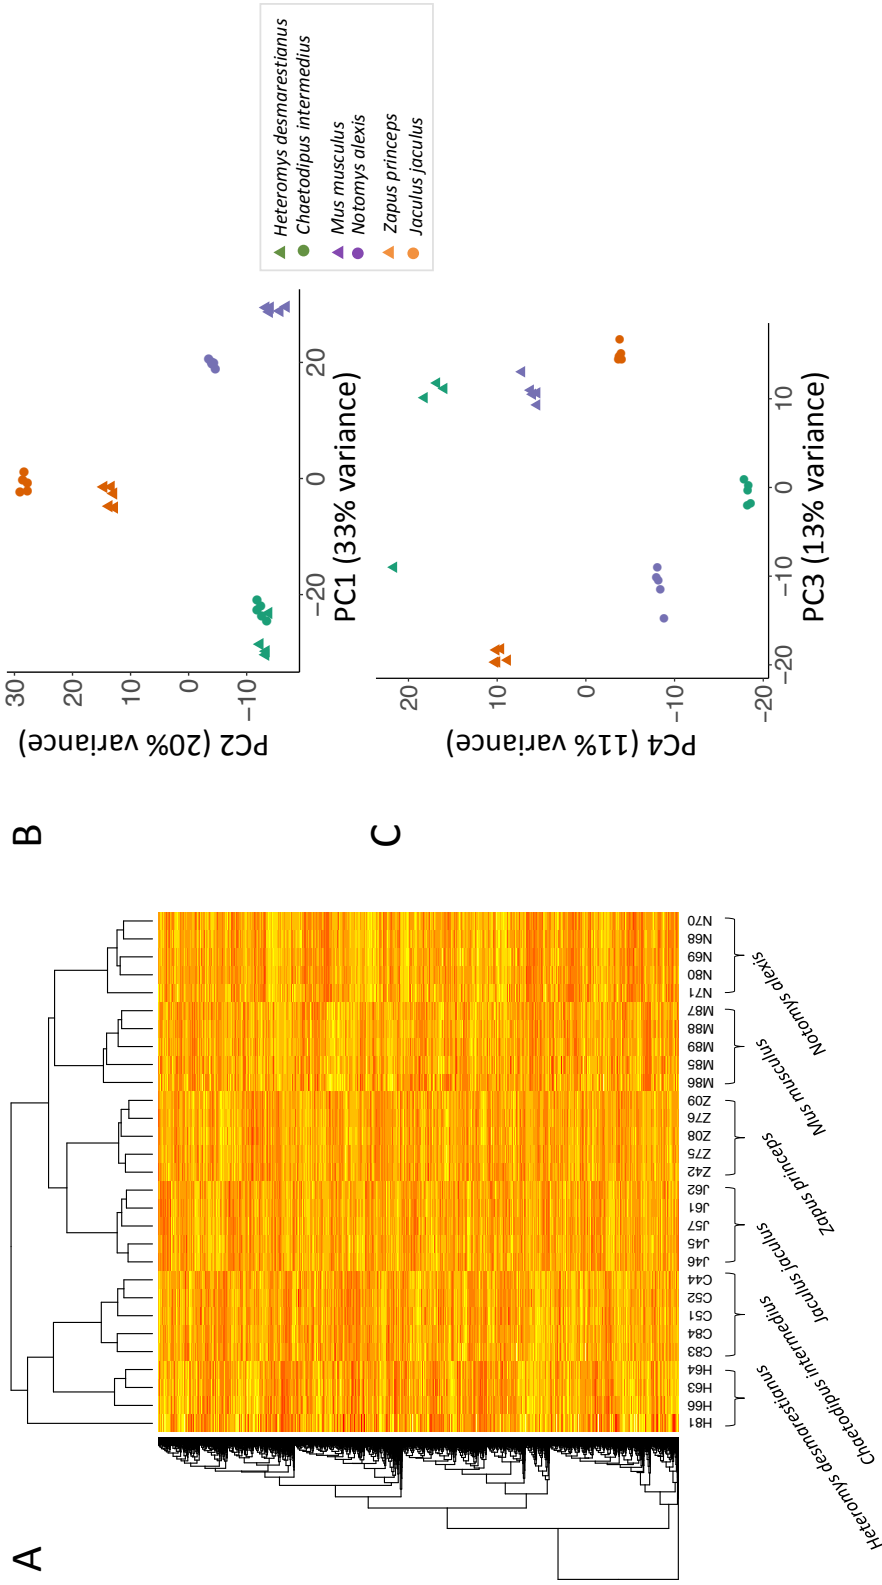 A
H81
H66
H63
H64
C83
C84
C51
C52
C44
J46
J45
J57
J61
J62
Z42
Z75
Z08
Z76
Z09
M86
M85
M89
M88
M87
N71
N80
N69
N68
N70
Heteromys desmarestianus
Chaetodipus intermedius
Jaculus jaculus
Zapus princeps
Mus musculus
Notomys alexis
B
PC2 (20% variance)
30
20
10
0
−10
−20
0
20
PC1 (33% variance)
Heteromys desmarestianus
Chaetodipus intermedius
Mus musculus
Notomys alexis
Zapus princeps
Jaculus jaculus
C
PC4 (11% variance)
20
10
0
−10
−20
−20
−10
0
10
PC3 (13% variance)